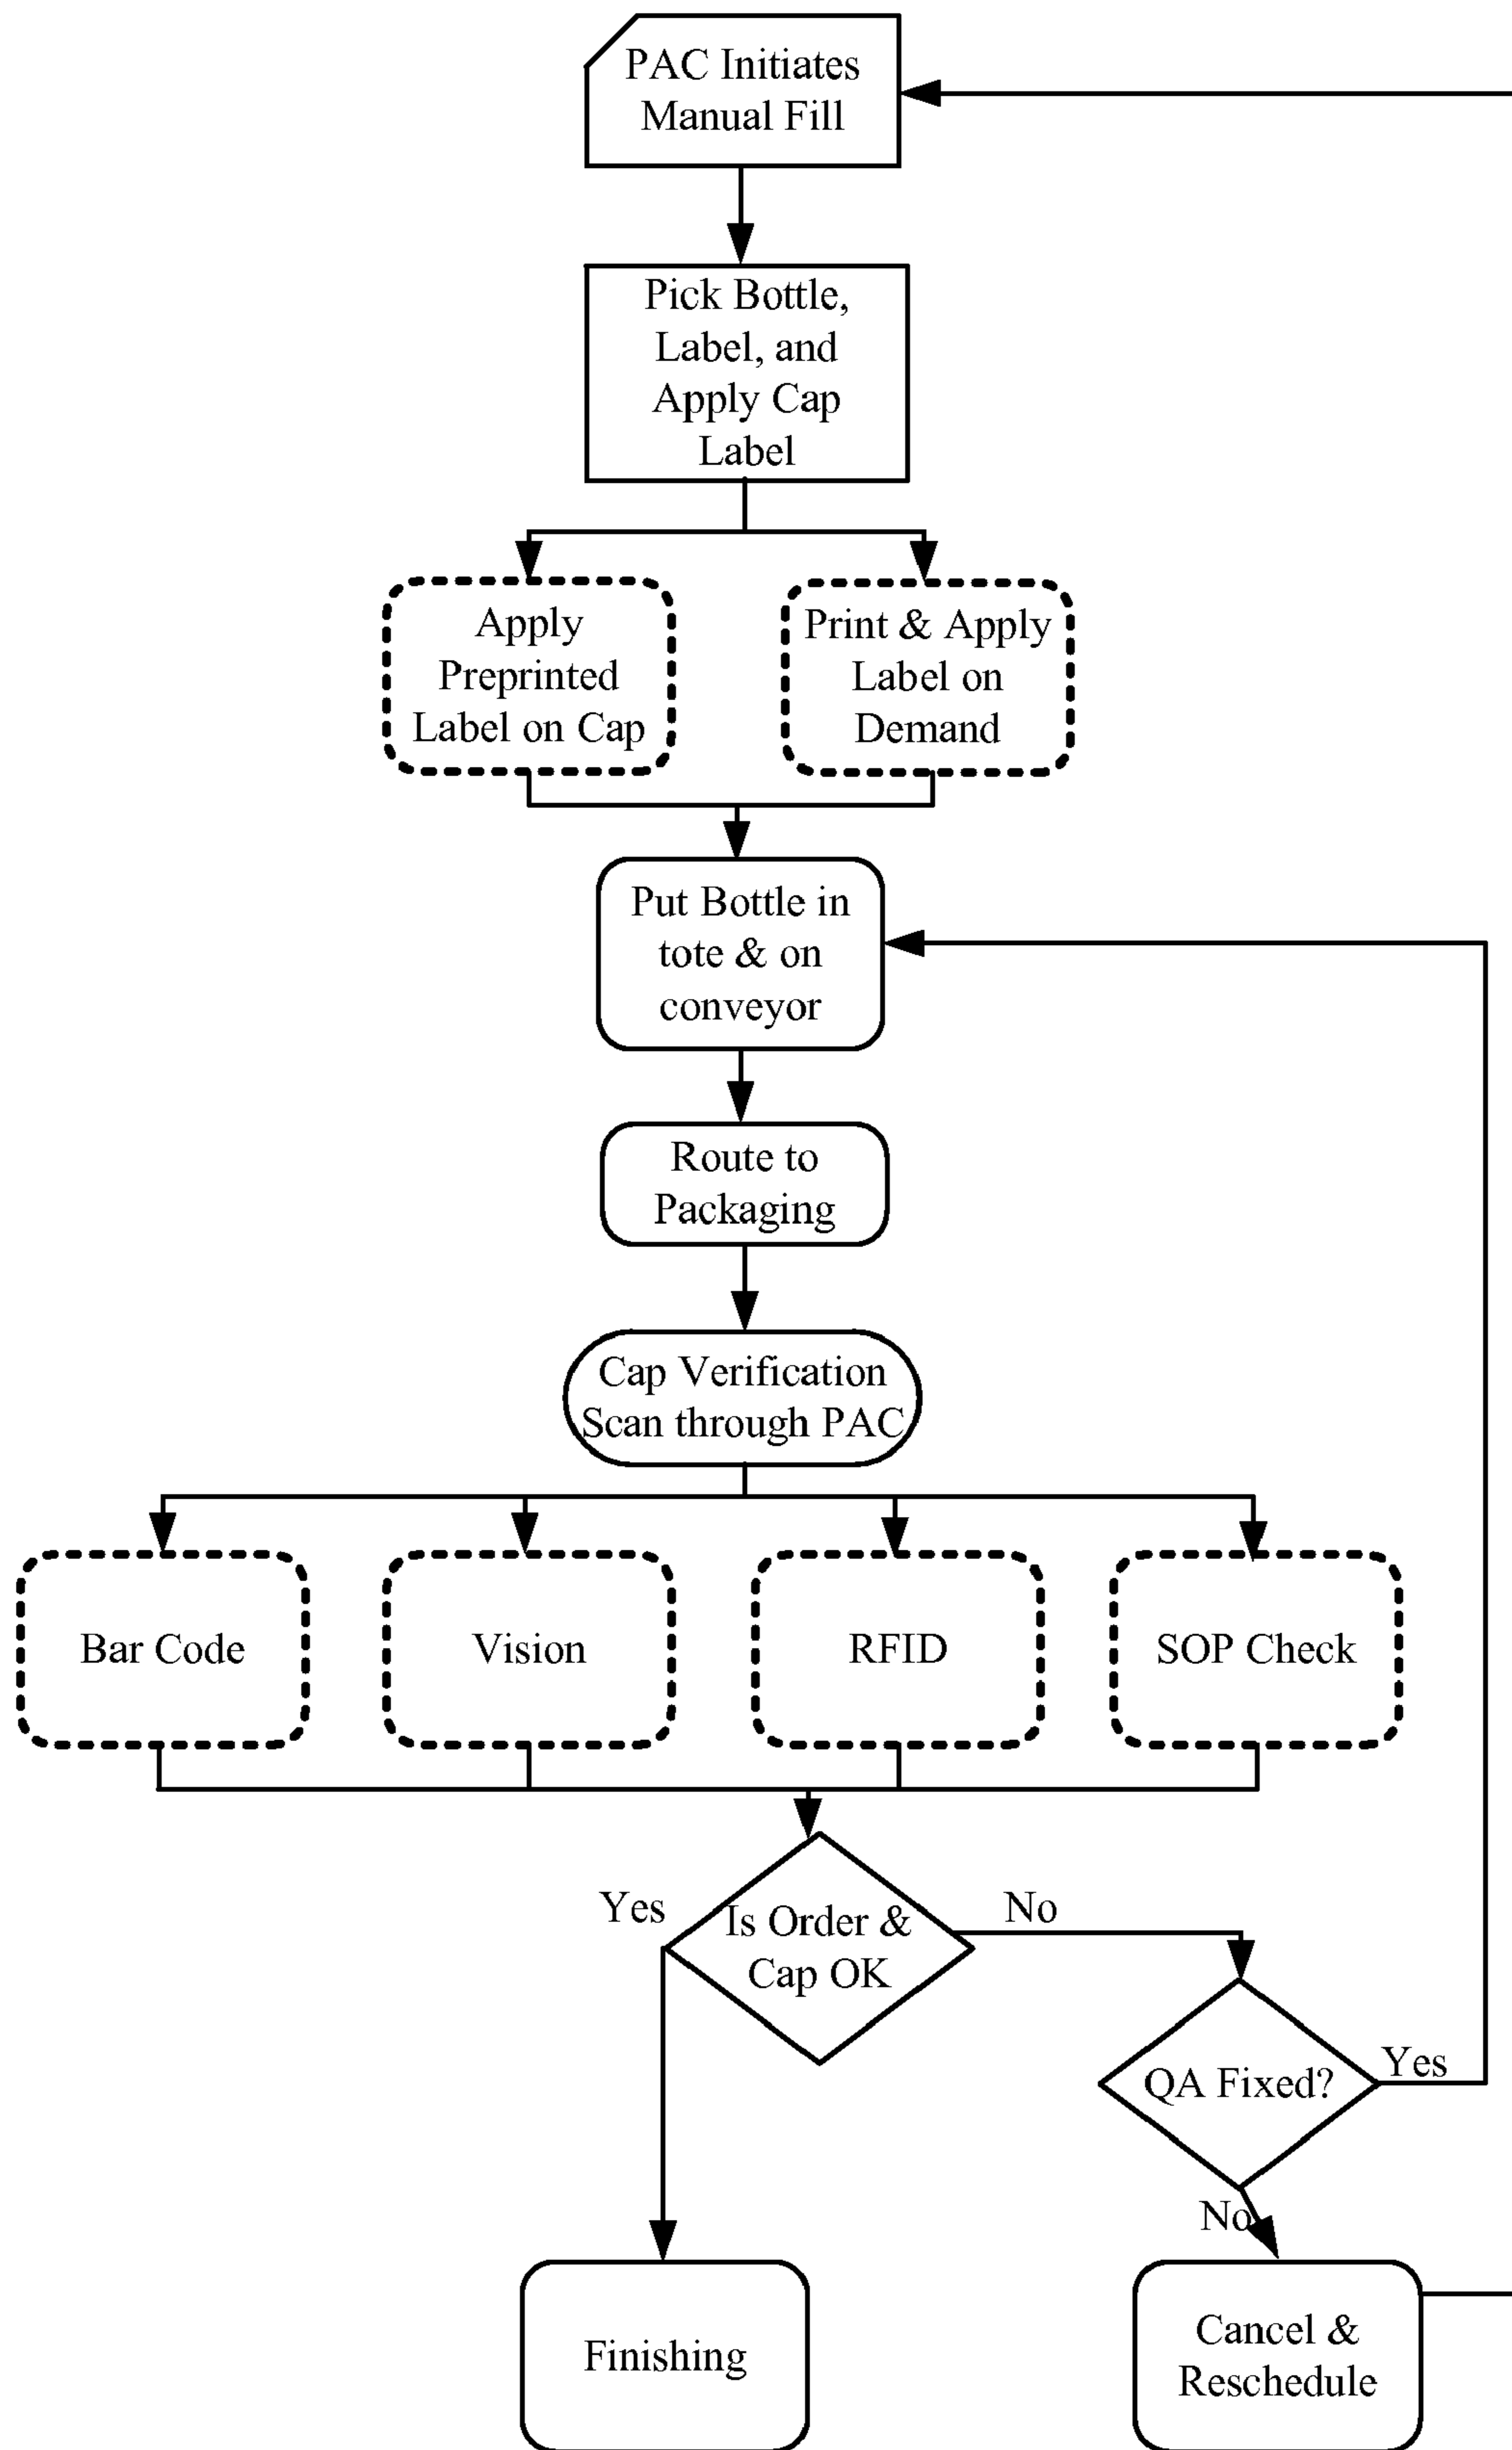 PAC Initiates
Manual Fill
Pick Bottle,
Label, and
Apply Cap
Label
Apply
Preprinted
Label on Cap
Print & Apply
Label on
Demand
Put Bottle in
tote & on
conveyor
Route to
Packaging
Cap Verification
Scan through PAC
Bar Code
Vision
RFID
SOP Check
Yes
Is Order &
Cap OK
No
QA Fixed?
Yes
No
Finishing
Cancel &
Reschedule